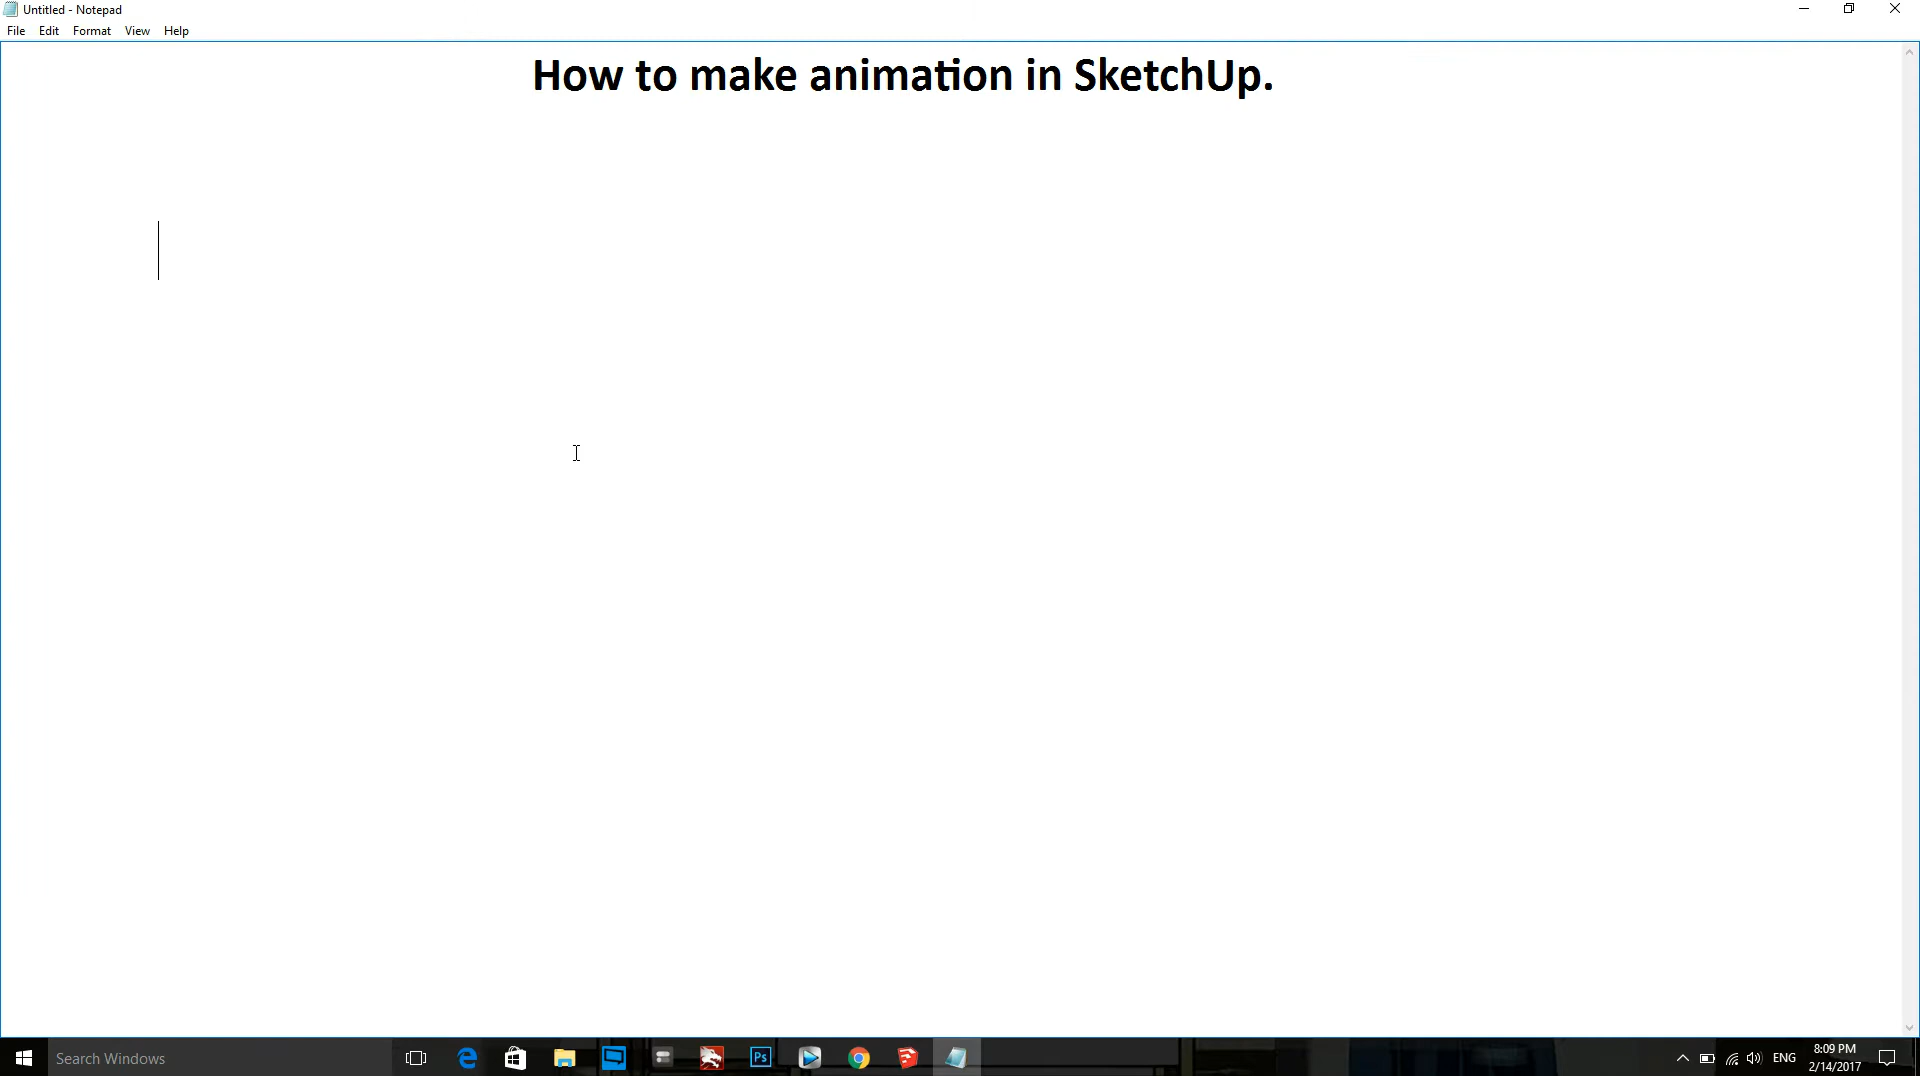 Untitled - Notepad
File Edit Format View Help
How to make animation in SketchUp.
Search Windows
Ps
ENG
8:09 PM
2/14/2017